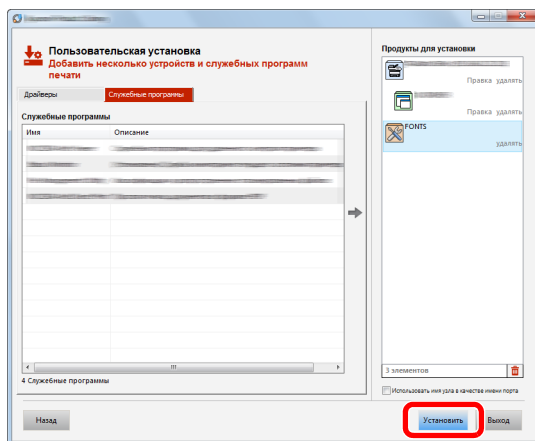 Пользовательская установка
Добавить несколько устройств и служебных программ
печати
Драйверы
Служебные программы
Служебные программы
Имя
Описание
4 Служебные программы
Продукты для установки
Правка удалять
Правка удалять
FONTS
удалять
3 элементов
Использовать имя узла в качестве имени порта
Назад
Установить
Выход